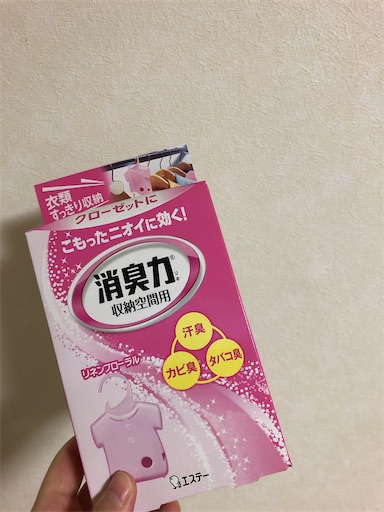 衣類
すっきり収納
クローゼットに
こもったニオイに効く!
消臭力®
収納空間用
汗臭
カビ臭
タバコ臭
リネンフローラル
エステー